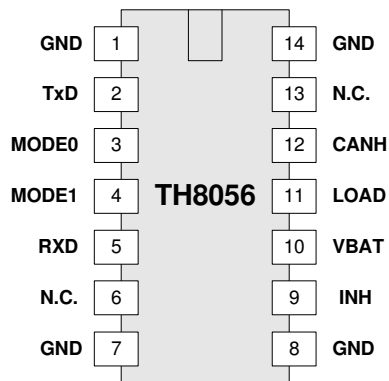 GND 1 14 GND
TxD 2 13 N.C.
MODE0 3 12 CANH
MODE1 4 TH8056 11 LOAD
RXD 5 10 VBAT
N.C. 6 9 INH
GND 7 8 GND